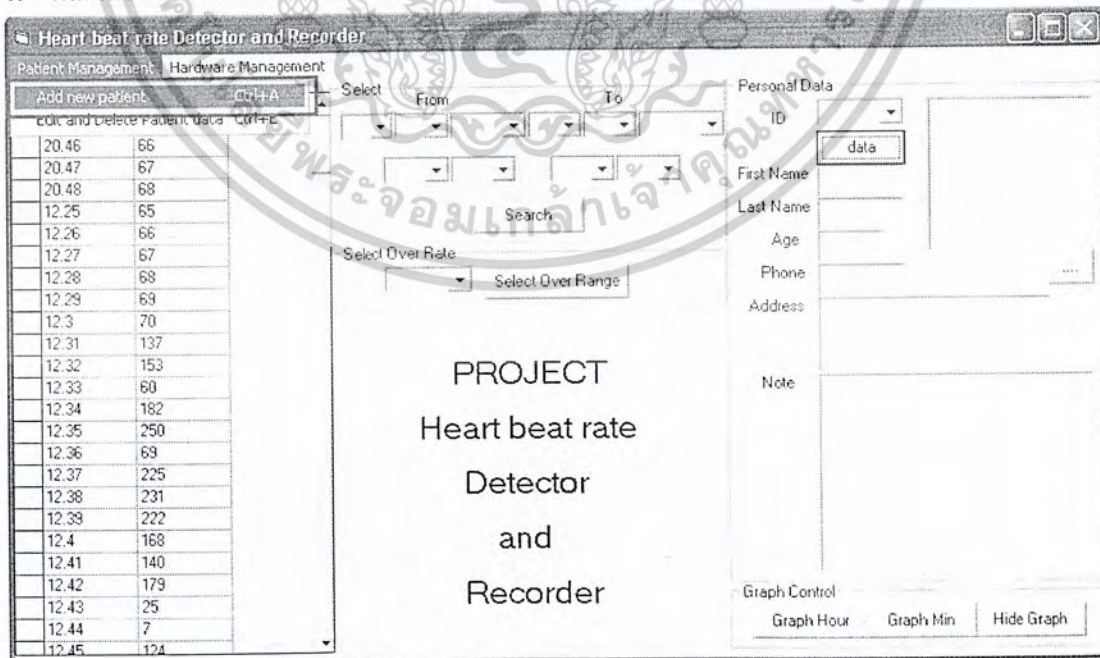 Heart beat rate Detector and Recorder
Patient Management Hardware Management
Add new patient Ctrl+A
Edit and Delete Patient data Ctrl+E
20.46 66
20.47 67
20.48 68
12.25 65
12.26 66
12.27 67
12.28 68
12.29 69
12.3 70
12.31 137
12.32 153
12.33 60
12.34 182
12.35 250
12.36 69
12.37 225
12.38 231
12.39 222
12.4 168
12.41 140
12.42 179
12.43 25
12.44 7
12.45 124
Select
From To
Search
Select Over Rate
Select Over Range
PROJECT
Heart beat rate
Detector
and
Recorder
Personal Data
ID
data
First Name
Last Name
Age
Phone
....
Address
Note
Graph Control
Graph Hour Graph Min Hide Graph